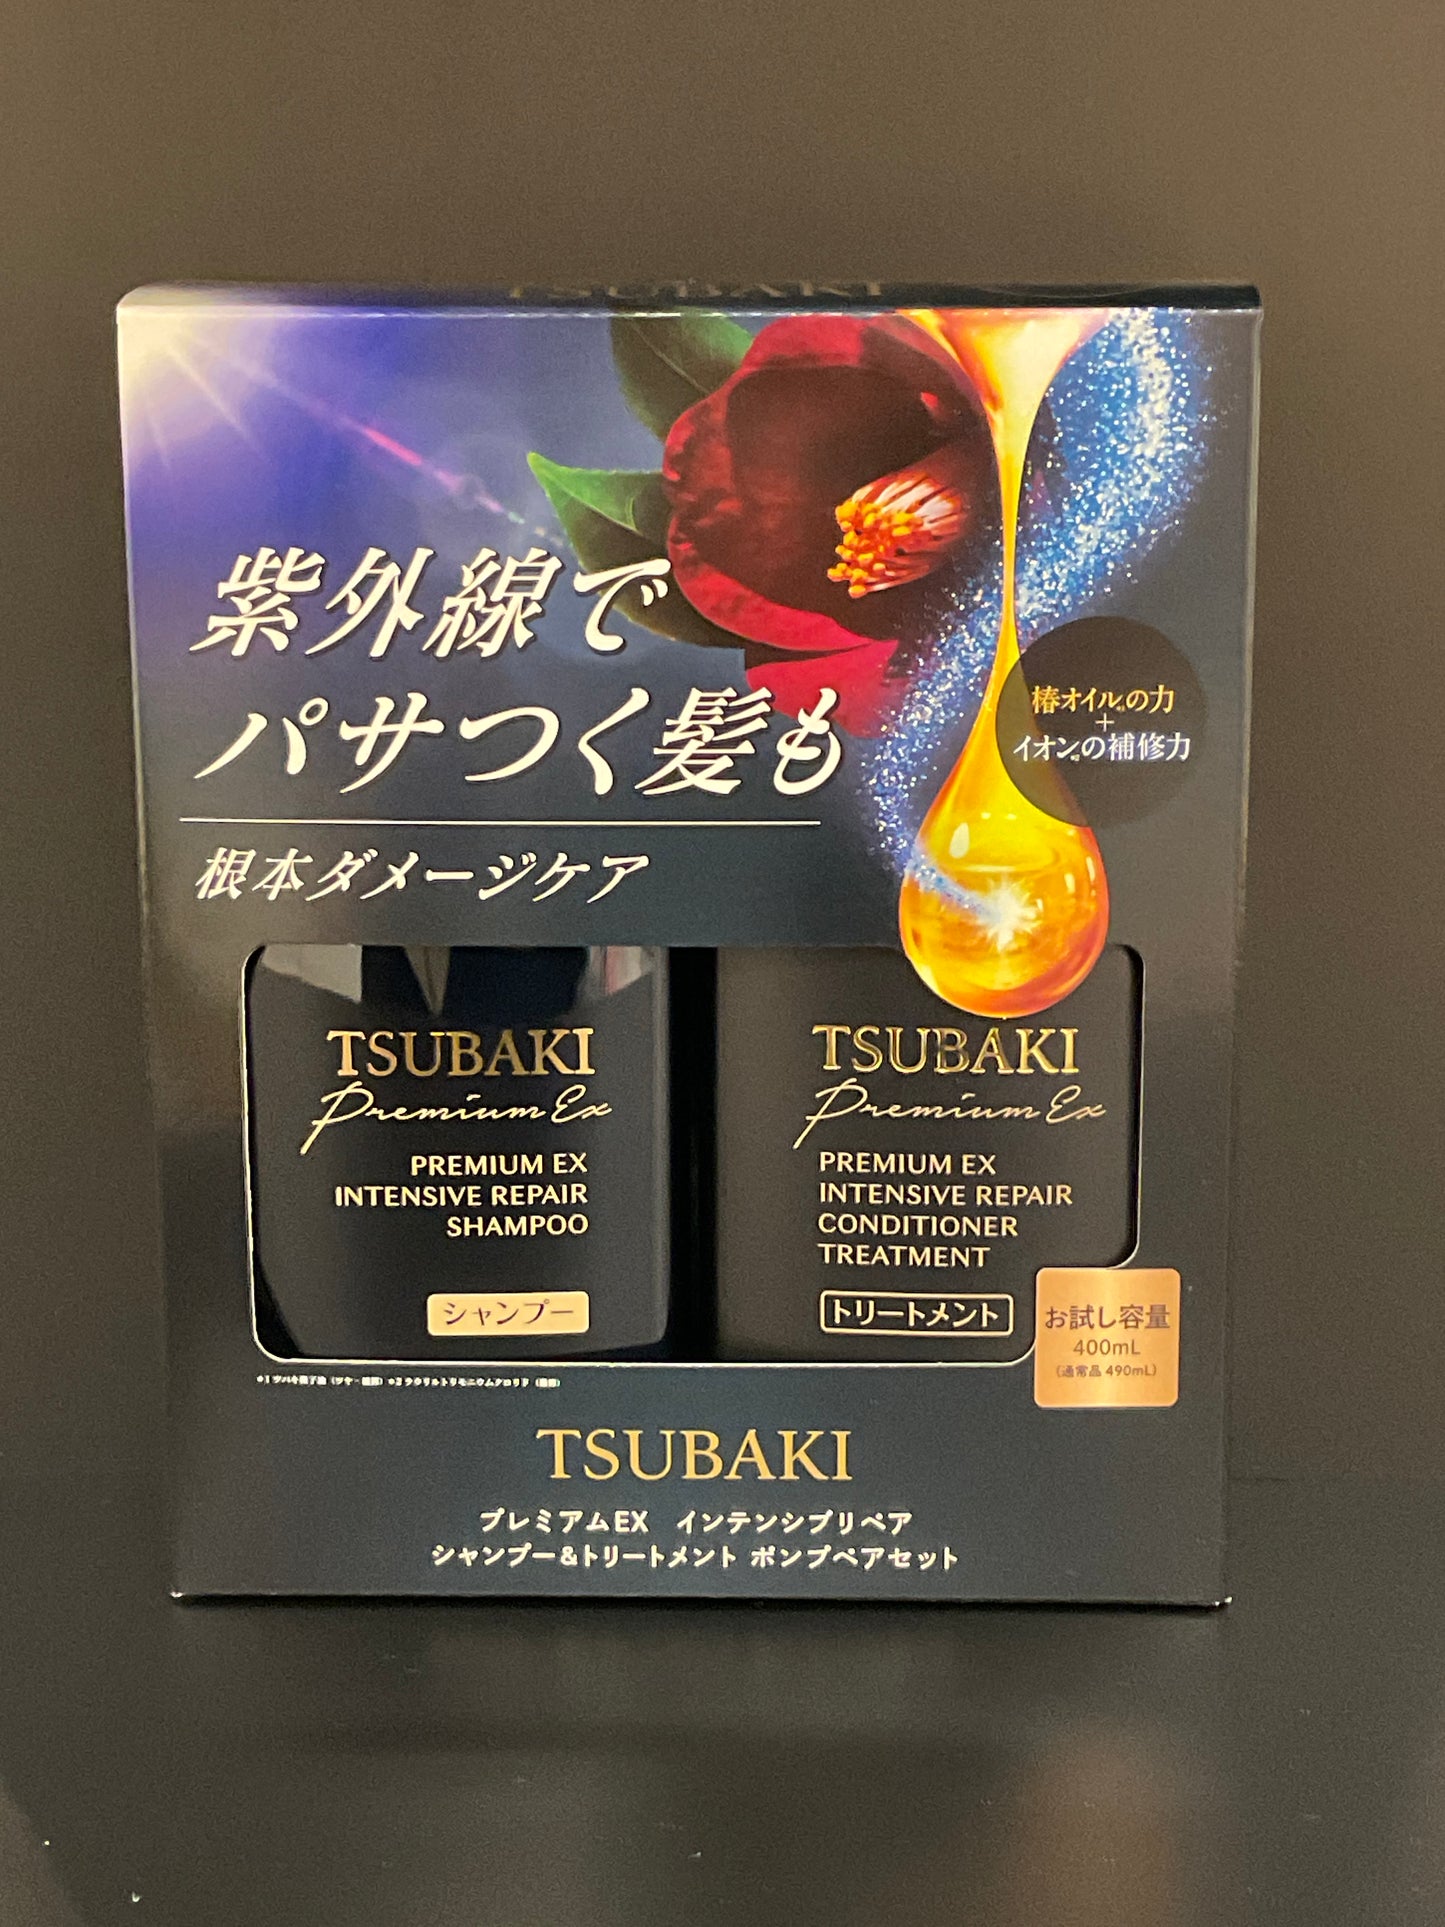 TSUBAKI
紫外線で
パサつく髪も
根本ダメージケア
椿オイルの力
+
イオンの補修力
TSUBAKI
Premium Ex
PREMIUM EX
INTENSIVE REPAIR
SHAMPOO
シャンプー
TSUBAKI
Premium Ex
PREMIUM EX
INTENSIVE REPAIR
CONDITIONER
TREATMENT
トリートメント
お試し容量
400mL
(通常品 490mL)
TSUBAKI
プレミアムEX インテンシブリペア
シャンプー&トリートメント ポンプペアセット